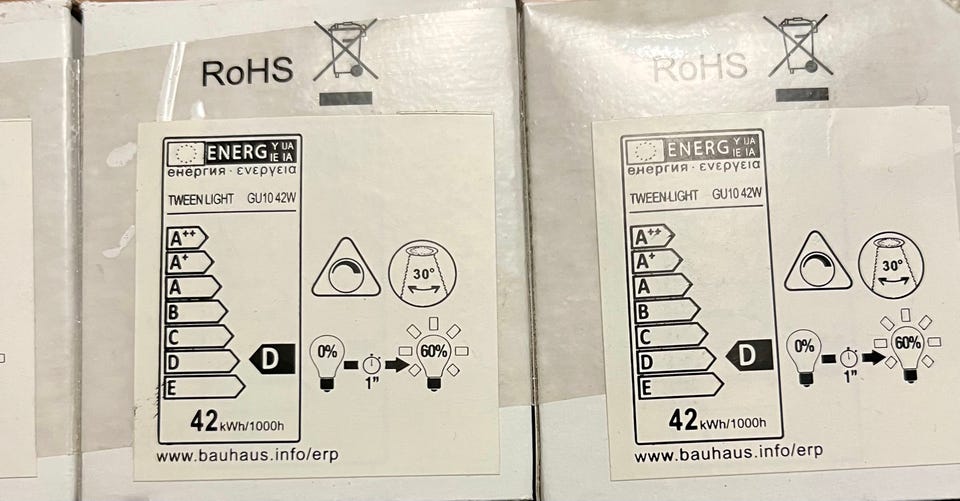 RoHS
ENERG Y UA
IE IA
енергия · ενεργεια
TWEEN LIGHT GU10 42W
A++
A+
A
B
C
D
E
D
42 kWh/1000h
30°
0%
1"
60%
www.bauhaus.info/erp
RoHS
ENERG Y IJA
IE IA
енергия · ενεργεια
TWEEN-LIGHT GU10 42W
A++
A+
A
B
C
D
E
D
42 kWh/1000h
30°
0%
1"
60%
www.bauhaus.info/erp